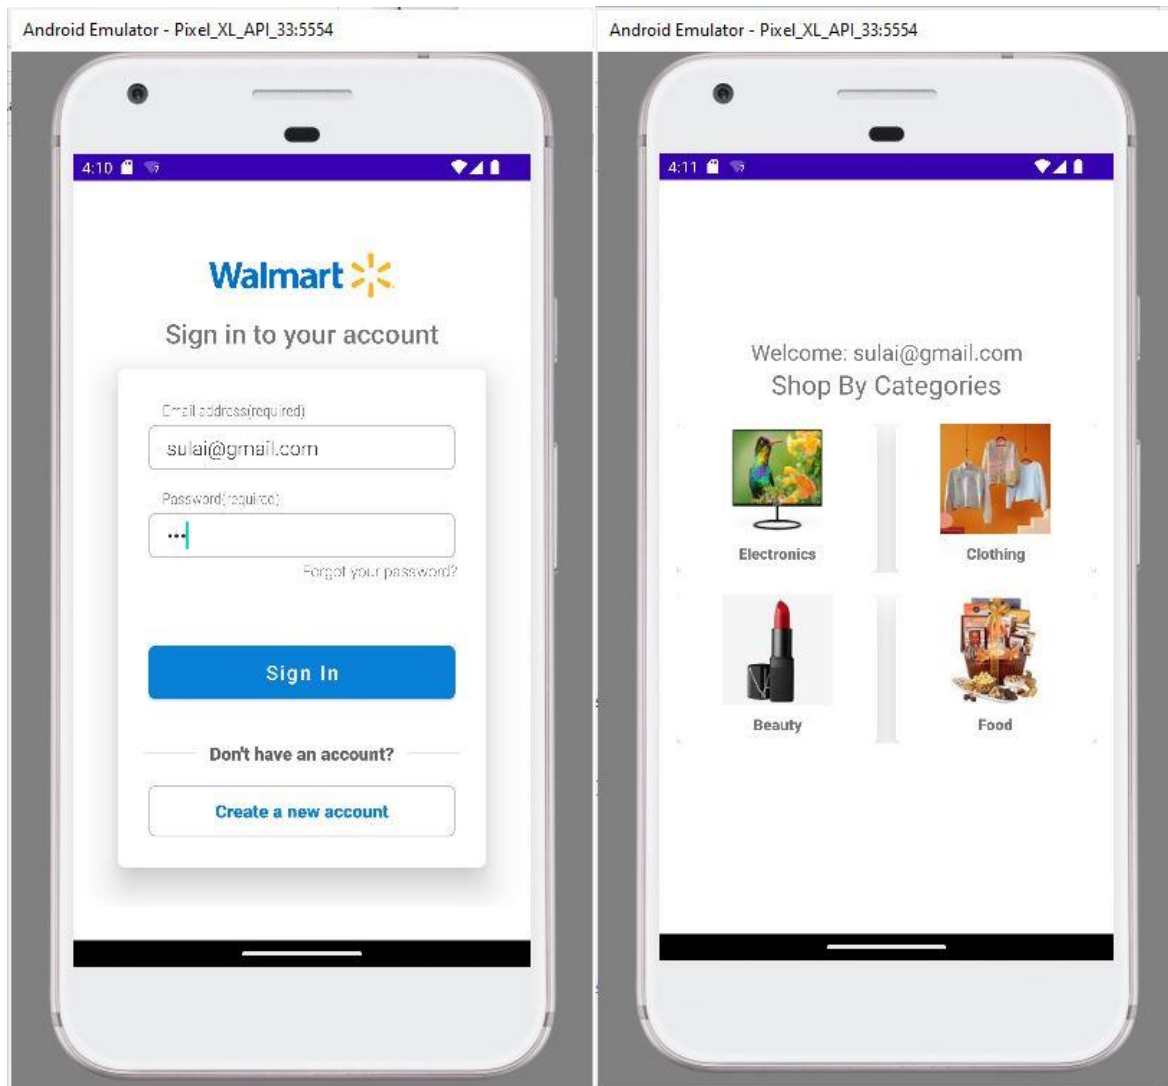 Android Emulator - Pixel_XL_API_33:5554
4:10
Walmart
Sign in to your account
Email address(required)
sulai@gmail.com
Password(required)
•••
Forgot your password?
Sign In
Don't have an account?
Create a new account
Android Emulator - Pixel_XL_API_33:5554
4:11
Welcome: sulai@gmail.com
Shop By Categories
Electronics
Clothing
Beauty
Food